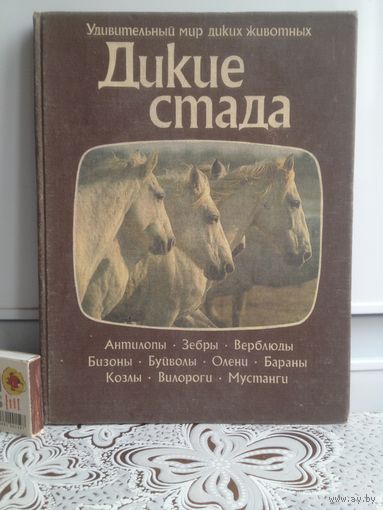 Удивительный мир диких животных
Дикие
стада
Антилопы · Зебры · Верблюды
Бизоны · Буйволы · Олени · Бараны
Козлы · Вилороги · Мустанги
www.ay.by